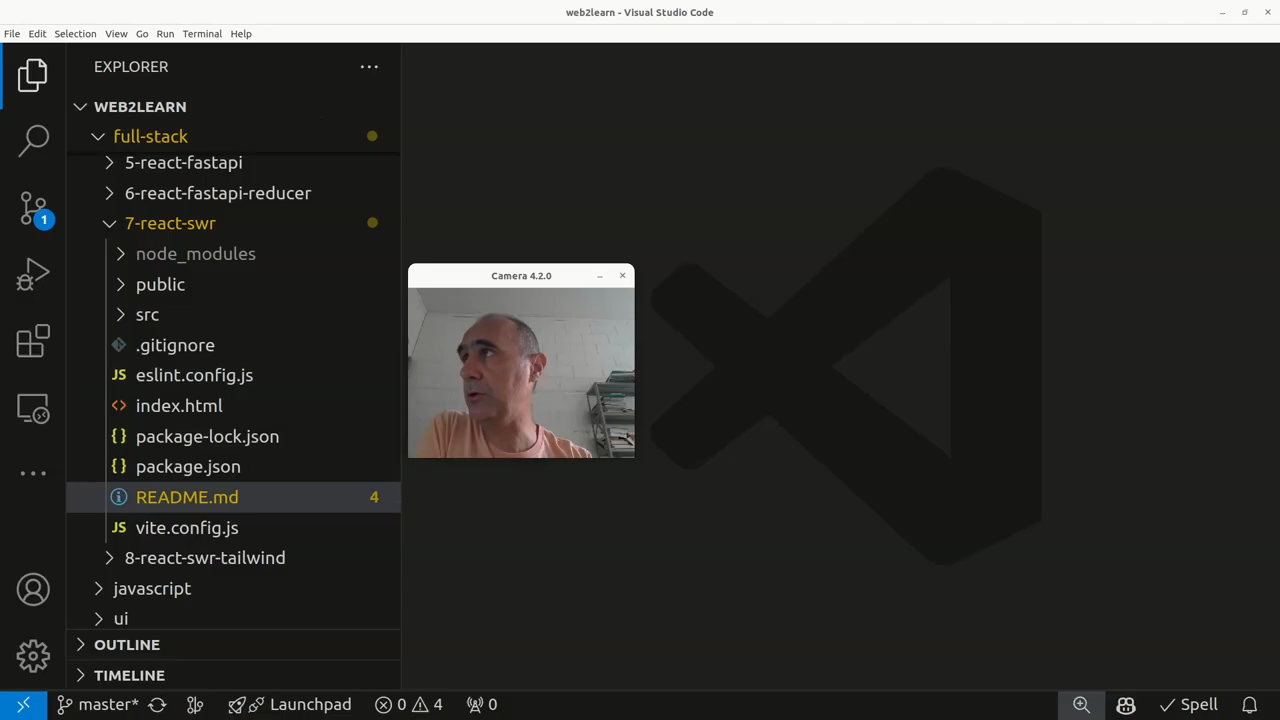 web2learn - Visual Studio Code
File Edit Selection View Go Run Terminal Help
EXPLORER
WEB2LEARN
full-stack
5-react-fastapi
6-react-fastapi-reducer
7-react-swr
node_modules
public
src
.gitignore
JS eslint.config.js
<> index.html
{} package-lock.json
{} package.json
README.md 4
JS vite.config.js
8-react-swr-tailwind
javascript
ui
OUTLINE
TIMELINE
1
Camera 4.2.0
master* Launchpad 0 4 0 Spell